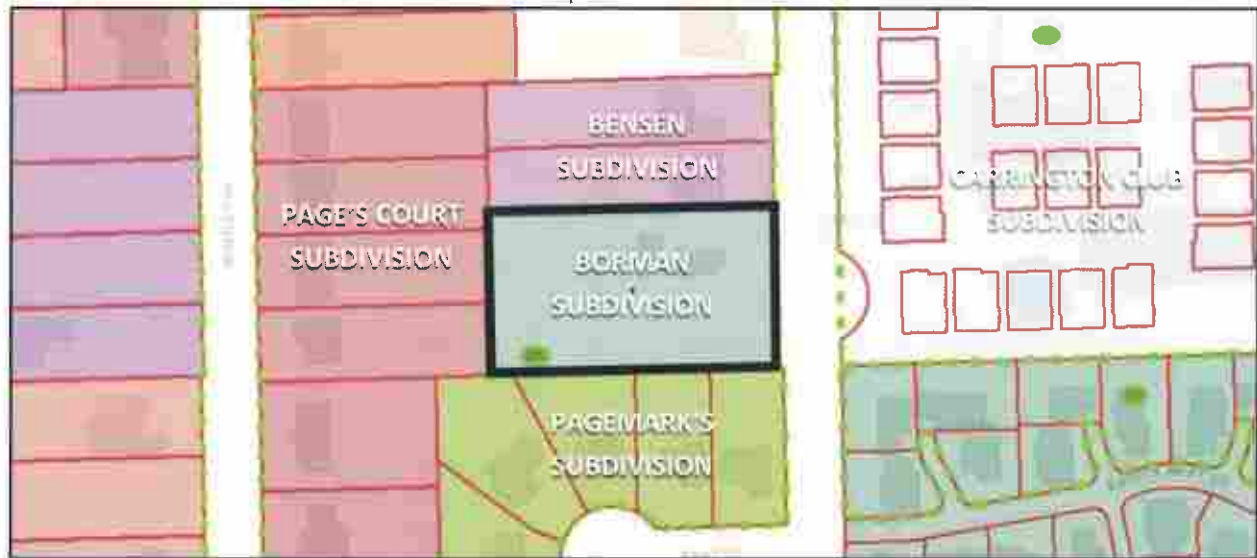 BENSEN
SUBDIVISION
CARRINGTON CLUB
SUBDIVISION
PAGE'S COURT
SUBDIVISION
BORMAN
SUBDIVISION
PAGEMARK'S
SUBDIVISION